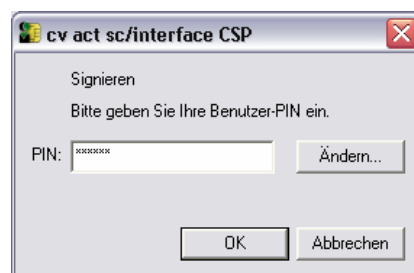 cv act sc/interface CSP
Signieren
Bitte geben Sie Ihre Benutzer-PIN ein.
PIN: ****** Ändern...
OK Abbrechen